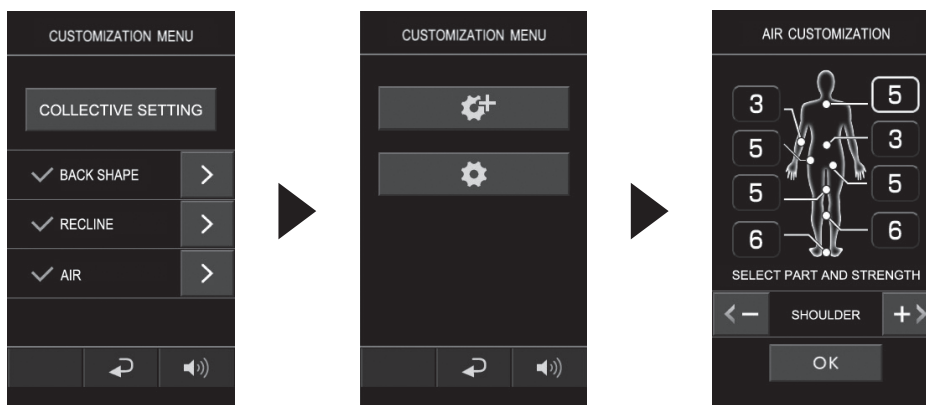 CUSTOMIZATION MENU
COLLECTIVE SETTING
BACK SHAPE
RECLINE
AIR
CUSTOMIZATION MENU
AIR CUSTOMIZATION
3
5
5
3
5
5
6
6
SELECT PART AND STRENGTH
SHOULDER
OK